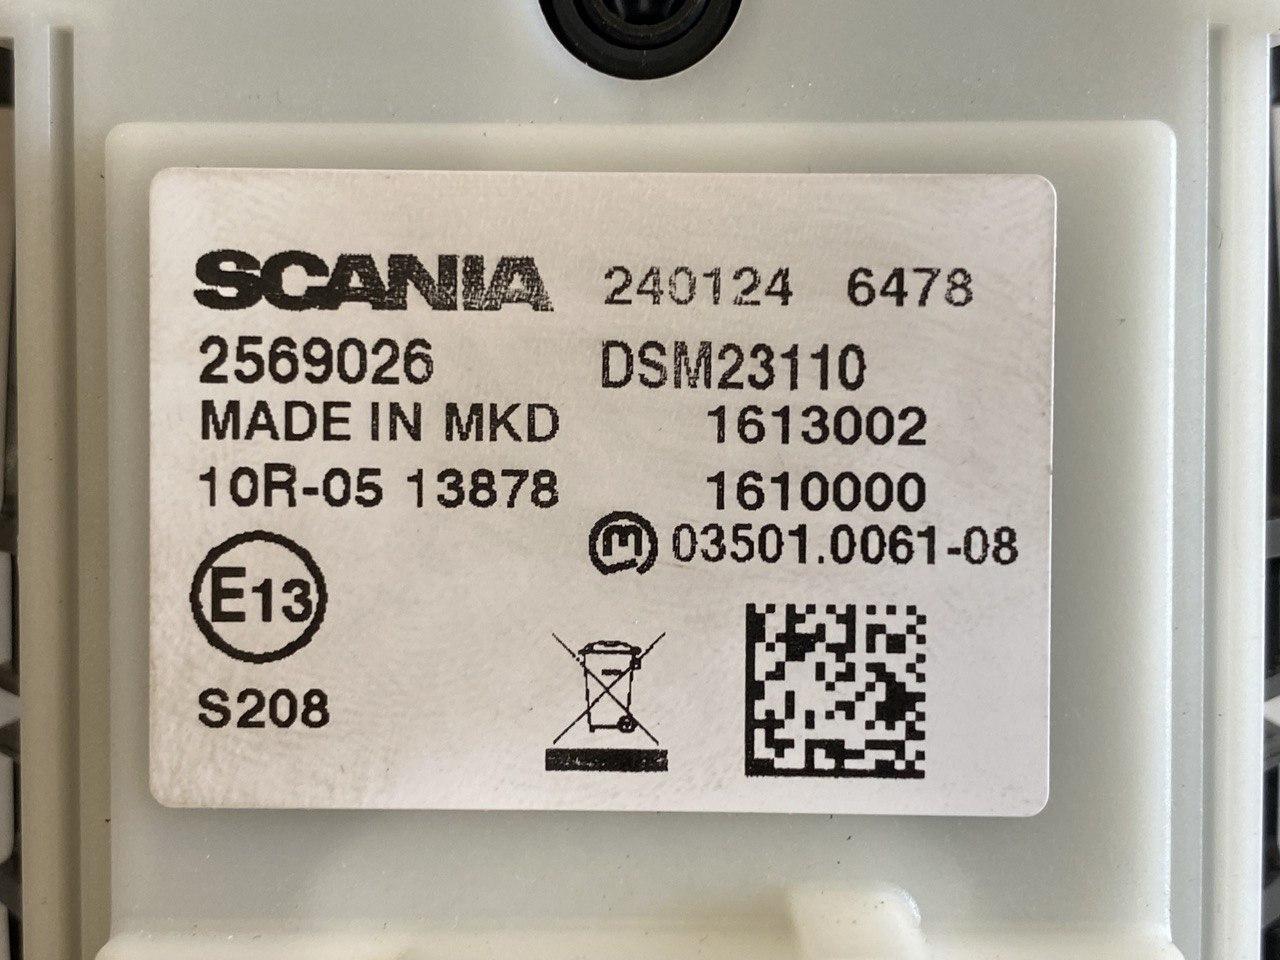 SCANIA 240124 6478
2569026 DSM23110
MADE IN MKD 1613002
10R-05 13878 1610000
m 03501.0061-08
E13
S208